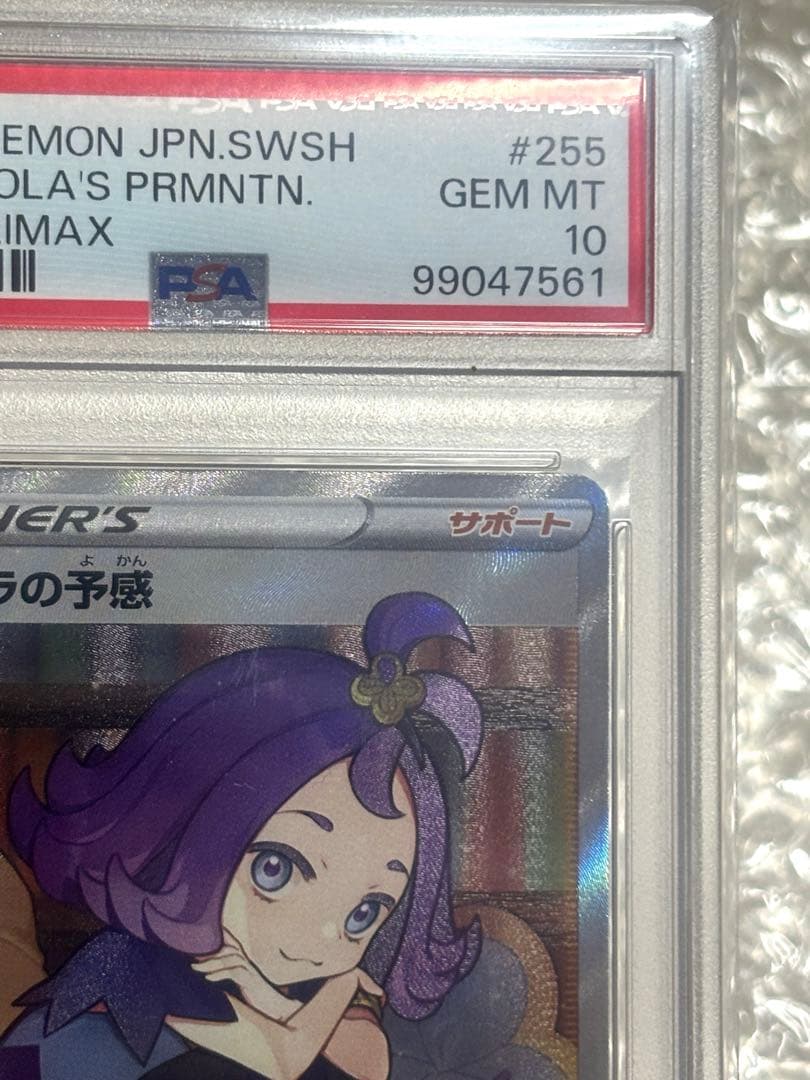 EMON JPN.SWSH #255
OLA'S PRMNTN. GEM MT
IMAX 10
PSA 99047561
NER'S サポート
よ かん
ラの予感